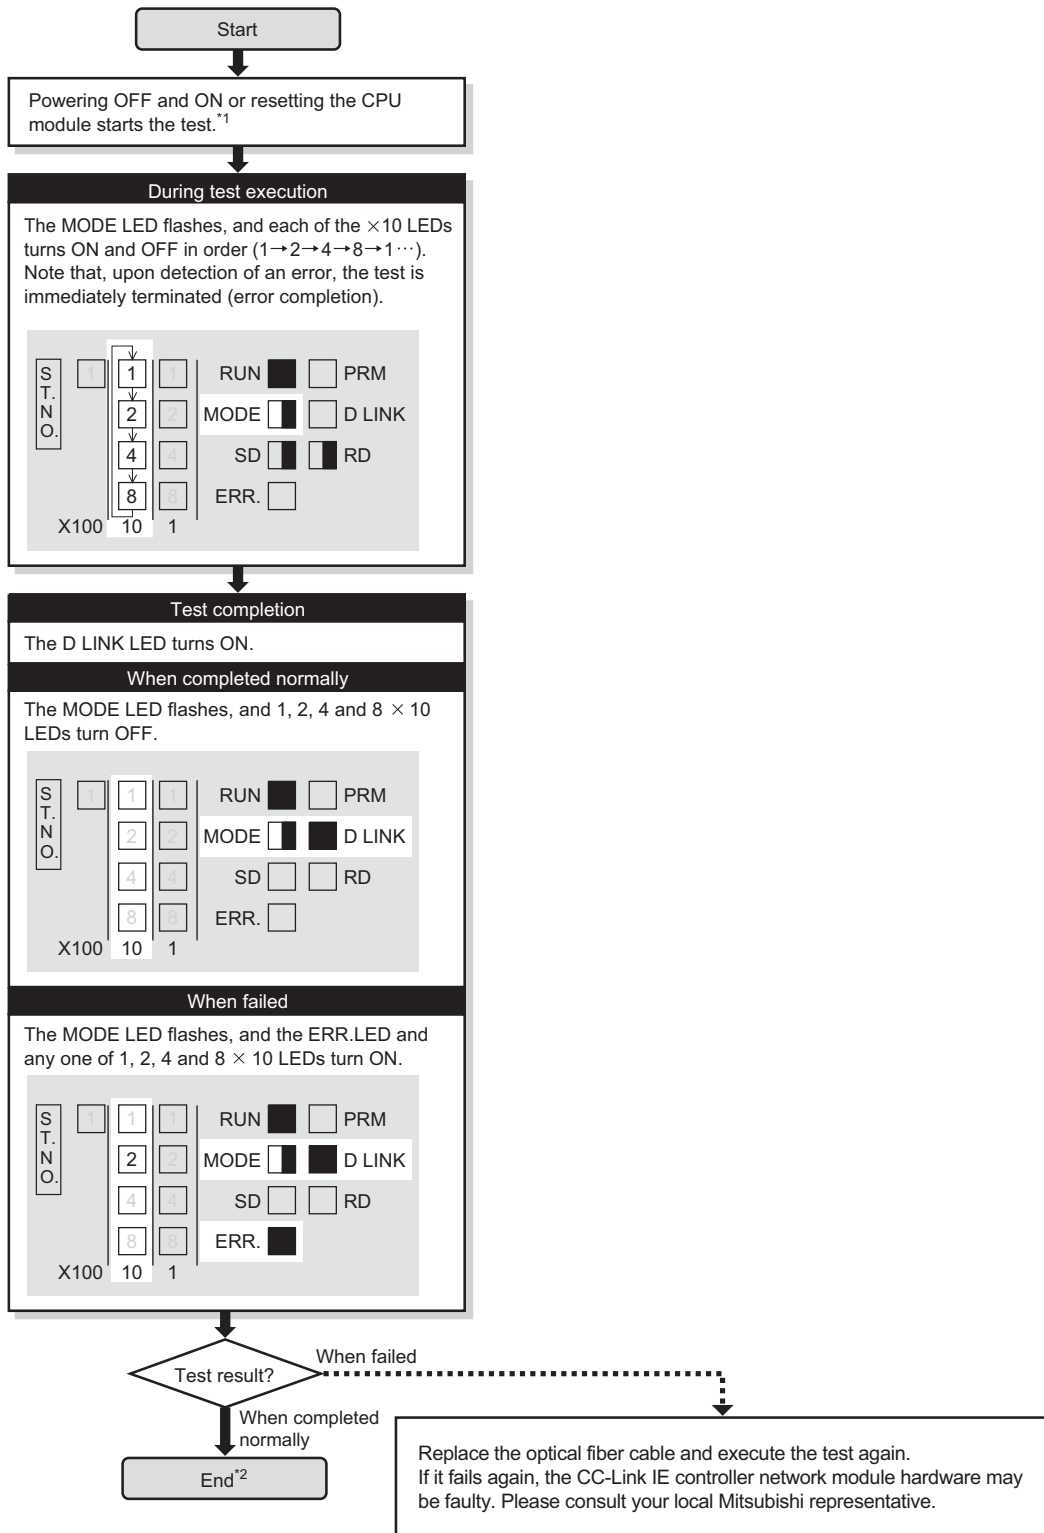 Start
Powering OFF and ON or resetting the CPU
module starts the test.*1
During test execution
The MODE LED flashes, and each of the ×10 LEDs
turns ON and OFF in order (1→2→4→8→1⋯).
Note that, upon detection of an error, the test is
immediately terminated (error completion).
S T. N O.
1 1 1 RUN PRM
2 2 MODE D LINK
4 4 SD RD
8 8 ERR.
X100 10 1
Test completion
The D LINK LED turns ON.
When completed normally
The MODE LED flashes, and 1, 2, 4 and 8 × 10
LEDs turn OFF.
S T. N O.
1 1 1 RUN PRM
2 2 MODE D LINK
4 4 SD RD
8 8 ERR.
X100 10 1
When failed
The MODE LED flashes, and the ERR.LED and
any one of 1, 2, 4 and 8 × 10 LEDs turn ON.
S T. N O.
1 1 1 RUN PRM
2 2 MODE D LINK
4 4 SD RD
8 8 ERR.
X100 10 1
Test result?
When failed
When completed
normally
End*2
Replace the optical fiber cable and execute the test again.
If it fails again, the CC-Link IE controller network module hardware may
be faulty. Please consult your local Mitsubishi representative.